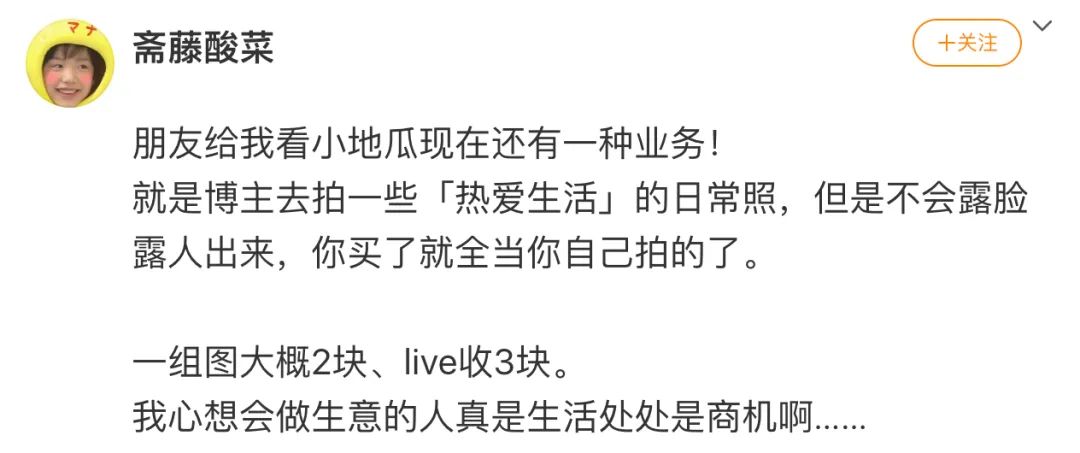 マナ
斋藤酸菜
+关注
朋友给我看小地瓜现在还有一种业务！
就是博主去拍一些「热爱生活」的日常照，但是不会露脸
露人出来，你买了就全当你自己拍的了。
一组图大概2块、live收3块。
我心想会做生意的人真是生活处处是商机啊……